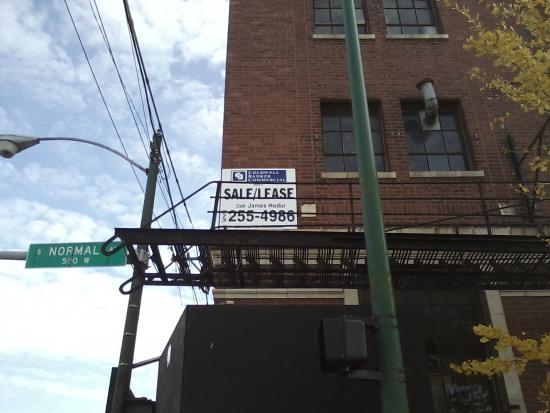 COLDWELL
BANKER
COMMERCIAL
SALE/LEASE
Call James Hodur
255-4986
S NORMAL
500 W